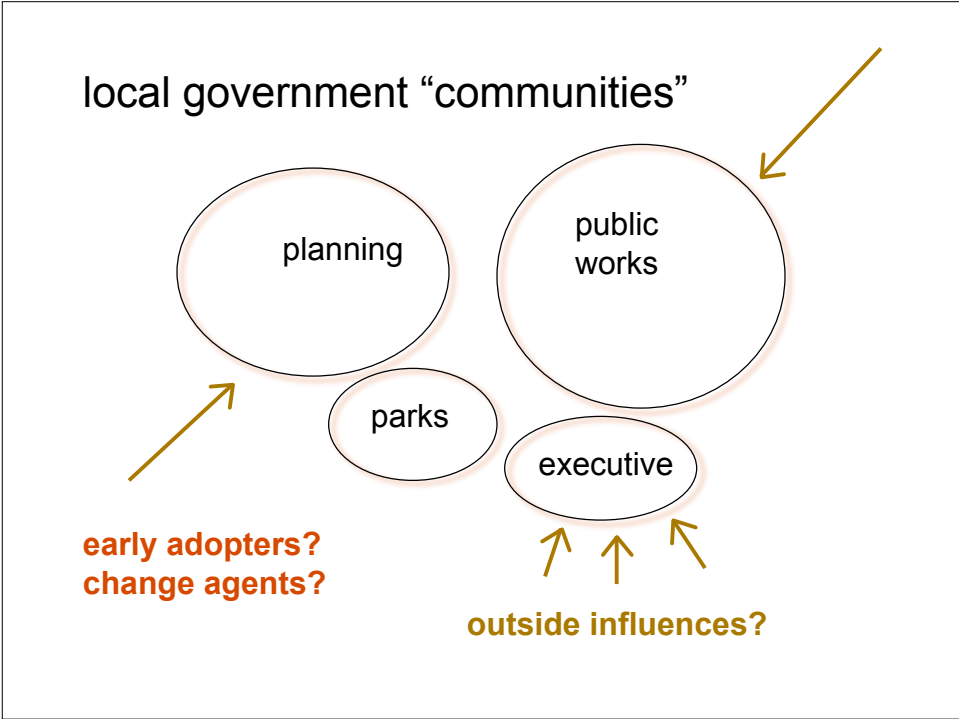 local government “communities”
planning
public
works
parks
executive
early adopters?
change agents?
outside influences?